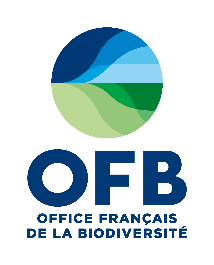 OFB
OFFICE FRANÇAIS
DE LA BIODIVERSITÉ